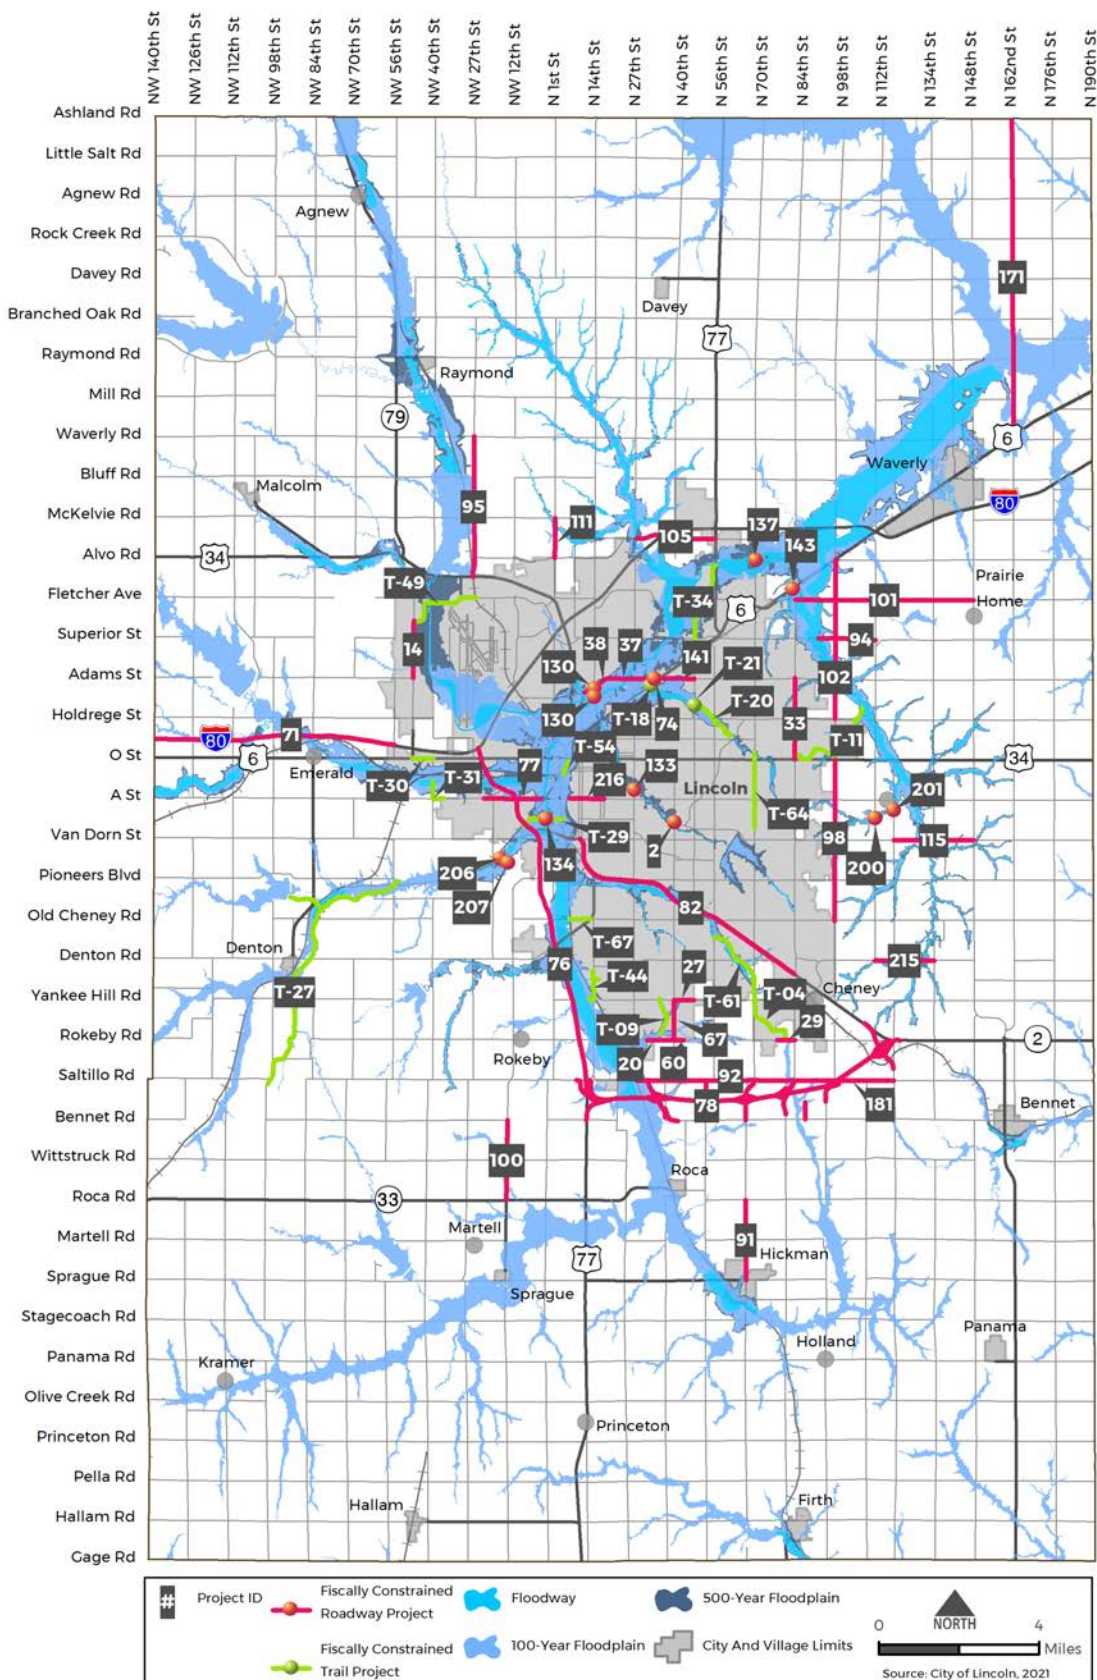 NW 140th St
NW 126th St
NW 112th St
NW 98th St
NW 84th St
NW 70th St
NW 56th St
NW 40th St
NW 27th St
NW 12th St
N 1st St
N 14th St
N 27th St
N 40th St
N 56th St
N 70th St
N 84th St
N 98th St
N 112th St
N 134th St
N 148th St
N 162nd St
N 176th St
N 190th St
Ashland Rd
Little Salt Rd
Agnew Rd
Agnew
Rock Creek Rd
Davey Rd
171
Davey
Branched Oak Rd
77
Raymond Rd
Raymond
Mill Rd
79
Waverly Rd
6
Waverly
Bluff Rd
Malcolm
80
95
McKelvie Rd
111
137
105
143
Alvo Rd
34
T-49
Prairie
Home
Fletcher Ave
T-34
6
101
Superior St
14
38
37
94
130
141
T-21
Adams St
102
130
T-18
74
T-20
33
Holdrege St
71
80
T-11
T-54
O St
6
Emerald
77
133
34
T-30
T-31
216
Lincoln
A St
201
T-64
Van Dorn St
T-29
2
98
115
134
200
206
Pioneers Blvd
207
82
Old Cheney Rd
T-67
Denton
Denton Rd
76
27
215
T-44
T-27
T-61
T-04
Cheney
Yankee Hill Rd
T-09
29
Rokeby Rd
67
2
Rokeby
20
60
Saltillo Rd
92
78
181
Bennet
Bennet Rd
Wittstruck Rd
100
Roca
Roca Rd
33
Martell
Martell Rd
91
Hickman
77
Sprague Rd
Sprague
Stagecoach Rd
Panama
Holland
Panama Rd
Kramer
Olive Creek Rd
Princeton
Princeton Rd
Pella Rd
Hallam
Firth
Hallam Rd
Gage Rd
# Project ID
Fiscally Constrained
Roadway Project
Floodway
500-Year Floodplain
NORTH
0 4
Miles
Fiscally Constrained
Trail Project
100-Year Floodplain
City And Village Limits
Source: City of Lincoln, 2021